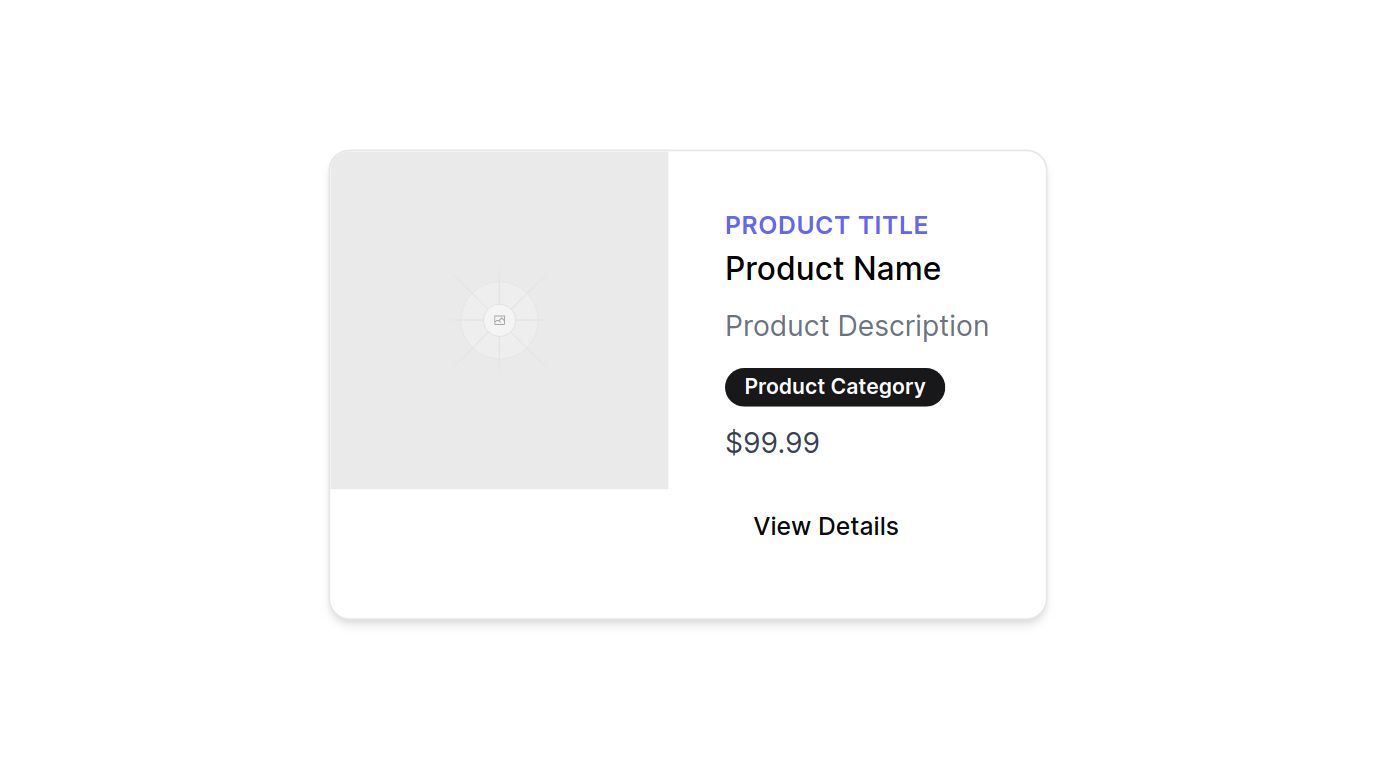 PRODUCT TITLE
Product Name
Product Description
Product Category
$99.99
View Details